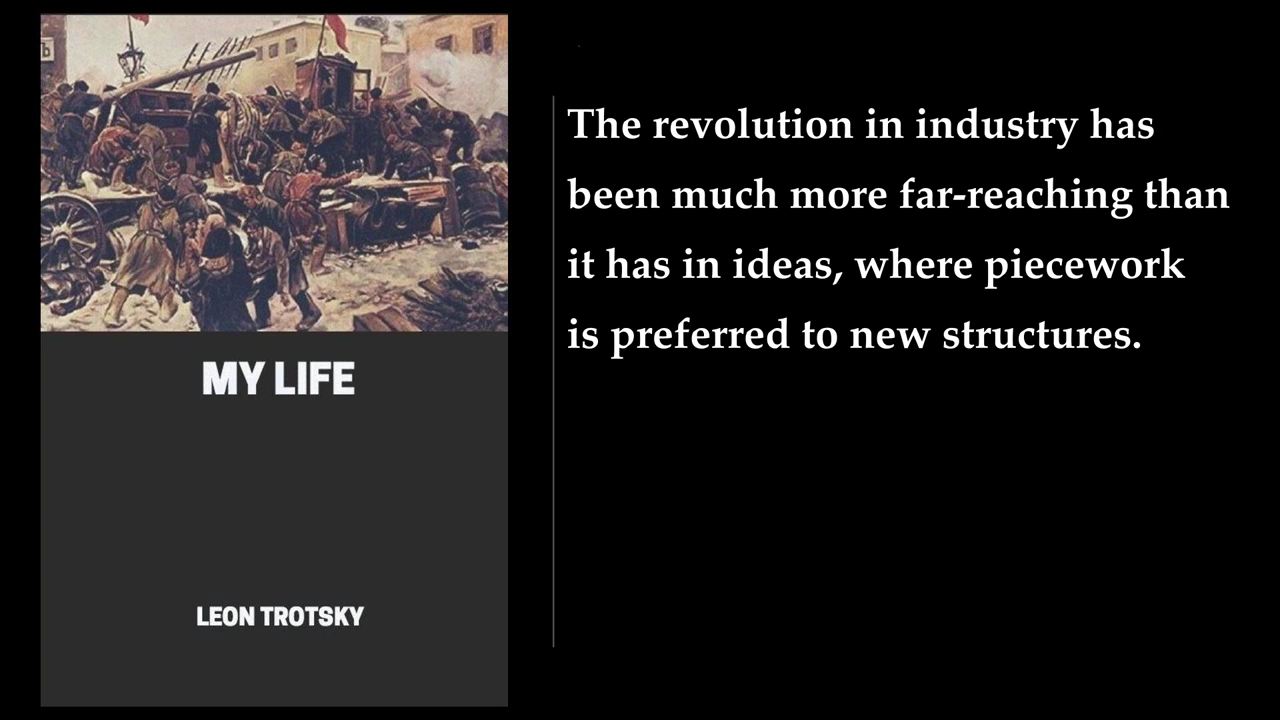 MY LIFE
LEON TROTSKY
The revolution in industry has
been much more far-reaching than
it has in ideas, where piecework
is preferred to new structures.